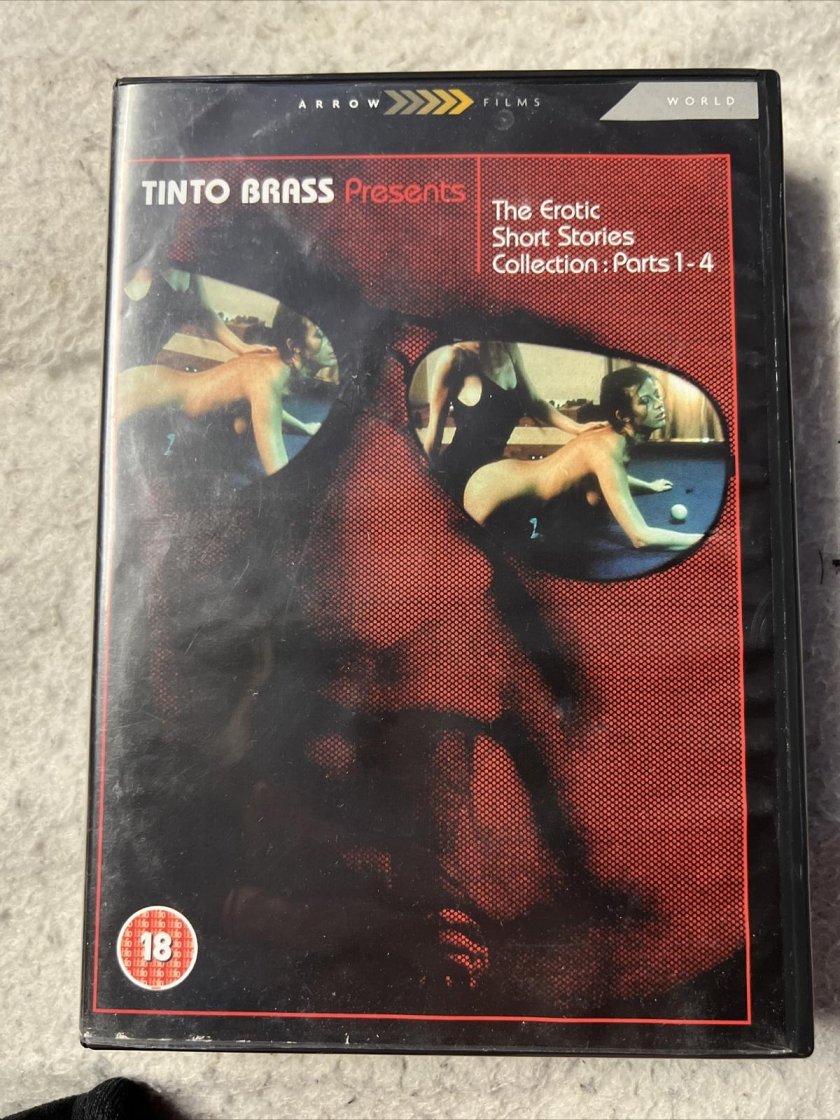 ARROW FILMS
WORLD
TINTO BRASS Presents
The Erotic
Short Stories
Collection : Parts 1-4
18